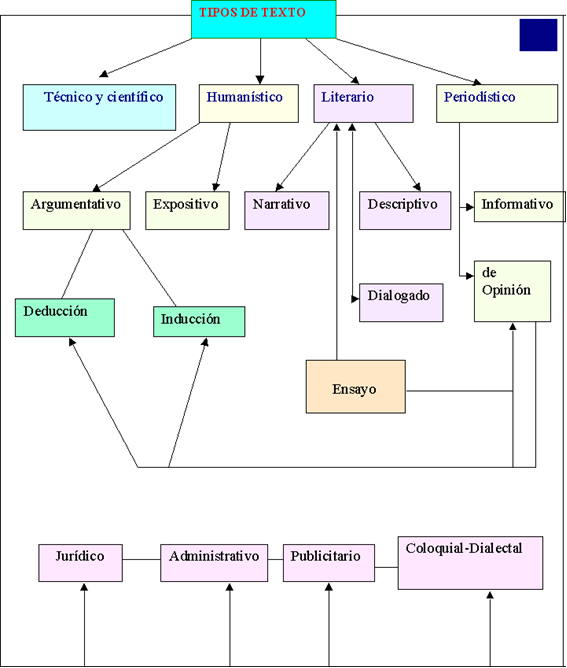 TIPOS DE TEXTO
Técnico y científico
Humanístico
Literario
Periodístico
Argumentativo
Expositivo
Narrativo
Descriptivo
Informativo
de
Opinión
Dialogado
Deducción
Inducción
Ensayo
Jurídico
Administrativo
Publicitario
Coloquial-Dialectal